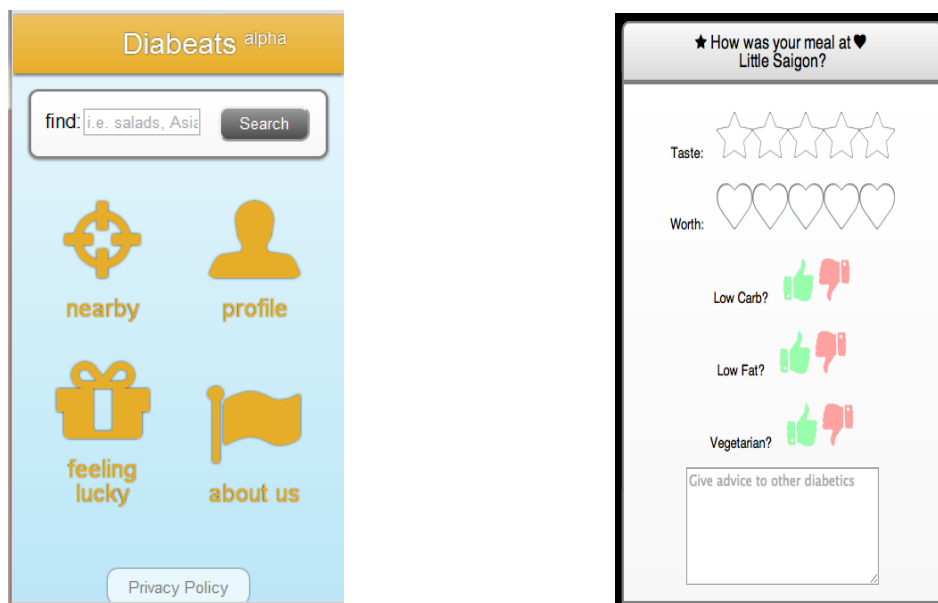 Diabeats alpha
find: i.e. salads, Asia Search
nearby
profile
feeling
lucky
about us
Privacy Policy
★ How was your meal at ♥
Little Saigon?
Taste:
Worth:
Low Carb?
Low Fat?
Vegetarian?
Give advice to other diabetics